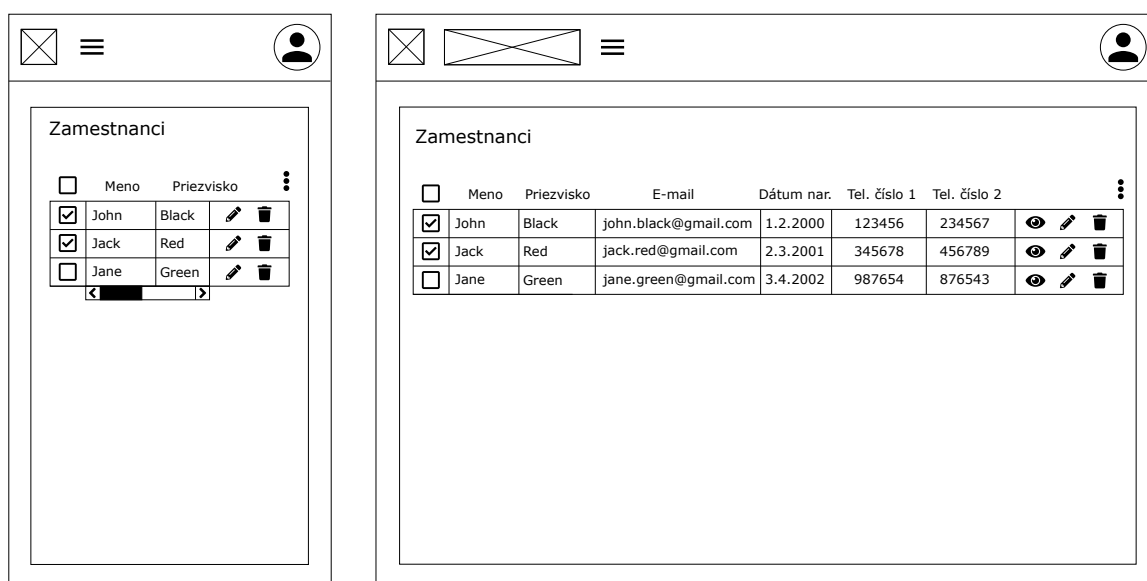 Zamestnanci
Meno Priezvisko
John Black
Jack Red
Jane Green
Zamestnanci
Meno Priezvisko E-mail Dátum nar. Tel. číslo 1 Tel. číslo 2
John Black john.black@gmail.com 1.2.2000 123456 234567
Jack Red jack.red@gmail.com 2.3.2001 345678 456789
Jane Green jane.green@gmail.com 3.4.2002 987654 876543